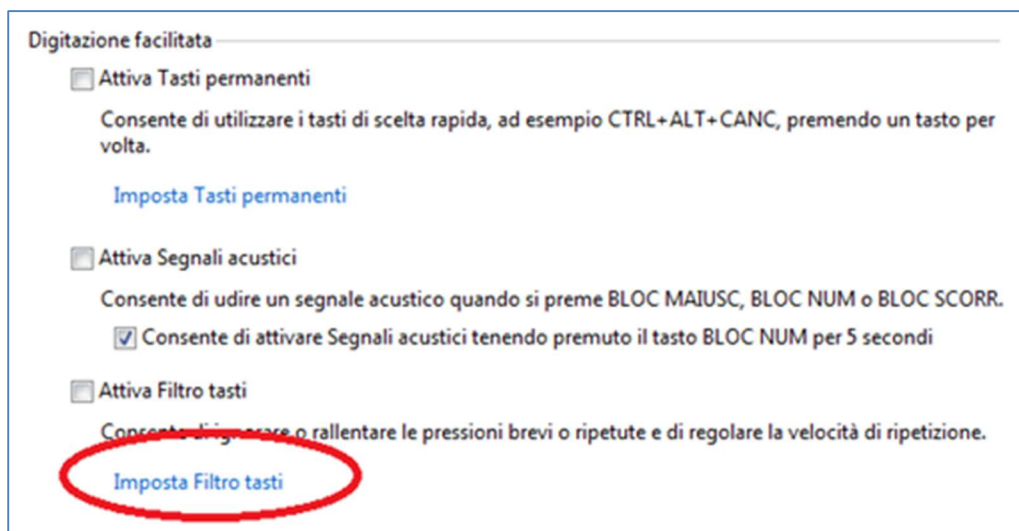 Digitazione facilitata
Attiva Tasti permanenti
Consente di utilizzare i tasti di scelta rapida, ad esempio CTRL+ALT+CANC, premendo un tasto per
volta.
Imposta Tasti permanenti
Attiva Segnali acustici
Consente di udire un segnale acustico quando si preme BLOC MAIUSC, BLOC NUM o BLOC SCORR.
Consente di attivare Segnali acustici tenendo premuto il tasto BLOC NUM per 5 secondi
Attiva Filtro tasti
Consente di ignorare o rallentare le pressioni brevi o ripetute e di regolare la velocità di ripetizione.
Imposta Filtro tasti